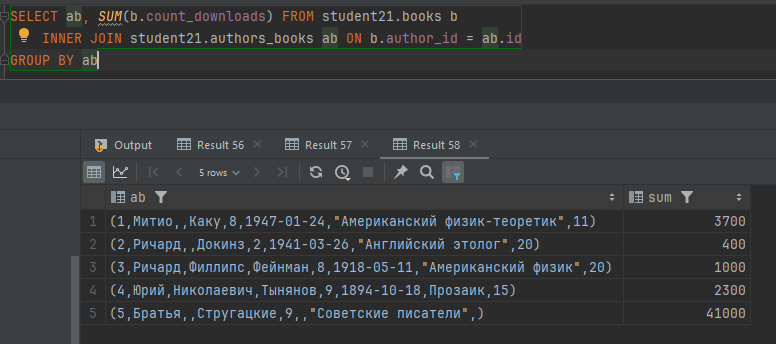 SELECT ab, SUM(b.count_downloads) FROM student21.books b
INNER JOIN student21.authors_books ab ON b.author_id = ab.id
GROUP BY ab
Output Result 56 Result 57 Result 58
5 rows
ab sum
1 (1,Митио,,Каку,8,1947-01-24,"Американский физик-теоретик",11) 3700
2 (2,Ричард,,Докинз,2,1941-03-26,"Английский этолог",20) 400
3 (3,Ричард,Филлипс,Фейнман,8,1918-05-11,"Американский физик",20) 1000
4 (4,Юрий,Николаевич,Тынянов,9,1894-10-18,Прозаик,15) 2300
5 (5,Братья,,Стругацкие,9,,"Советские писатели",) 41000